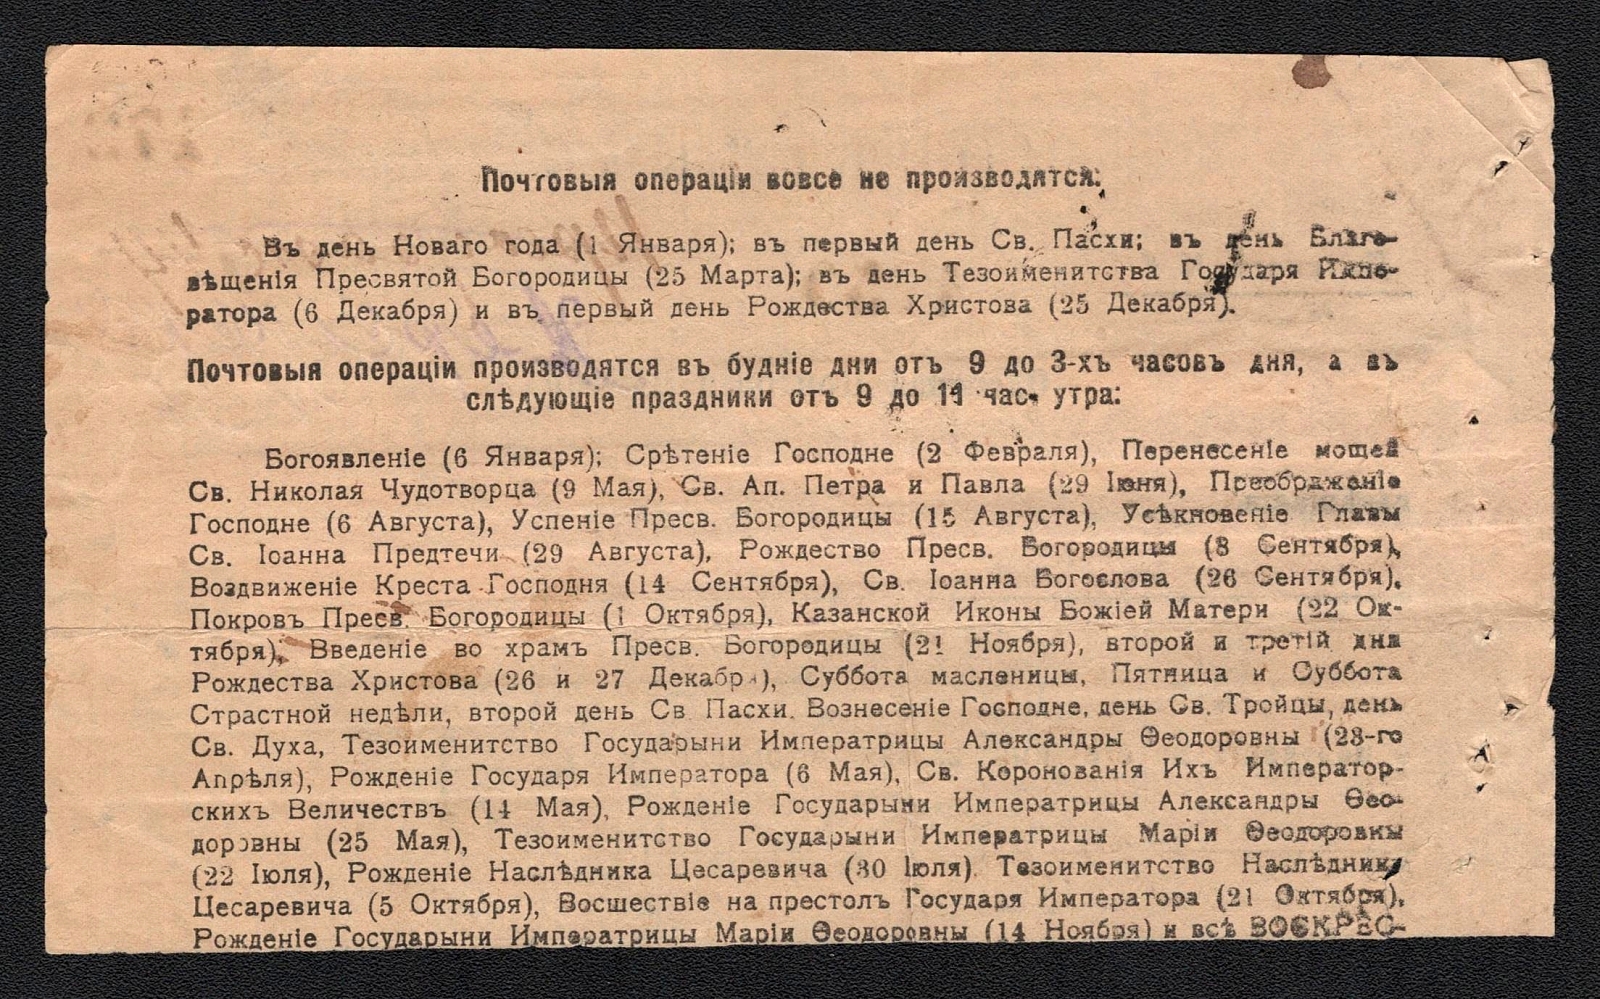 Почтовыя операціи вовсе не производятся:
Въ день Новаго года (1 Января); въ первый день Св. Пасхи; въ день Благо-
вѣщенія Пресвятой Богородицы (25 Марта); въ день Тезоименитства Государя Импе-
ратора (6 Декабря) и въ первый день Рождества Христова (25 Декабря).
Почтовыя операціи производятся въ будніе дни отъ 9 до 3-хъ часовъ дня, а въ
слѣдующіе праздники отъ 9 до 11 час. утра:
Богоявленіе (6 Января); Срѣтеніе Господне (2 Февраля), Перенесеніе мощей
Св. Николая Чудотворца (9 Мая), Св. Ап. Петра и Павла (29 Іюня), Преображеніе
Господне (6 Августа), Успеніе Пресв. Богородицы (15 Августа), Усѣкновеніе Главы
Св. Іоанна Предтечи (29 Августа), Рождество Пресв. Богородицы (8 Сентября),
Воздвиженіе Креста Господня (14 Сентября), Св. Іоанна Богослова (26 Сентября),
Покровъ Пресв. Богородицы (1 Октября), Казанской Иконы Божіей Матери (22 Ок-
тября), Введеніе во храмъ Пресв. Богородицы (21 Ноября), второй и третій дня
Рождества Христова (26 и 27 Декабря), Суббота масленицы, Пятница и Суббота
Страстной недѣли, второй день Св. Пасхи. Вознесеніе Господне, день Св. Тройцы, день
Св. Духа, Тезоименитство Государыни Императрицы Александры Ѳеодоровны (23-го
Апрѣля), Рожденіе Государя Императора (6 Мая), Св. Коронованія Ихъ Император-
скихъ Величествъ (14 Мая), Рожденіе Государыни Императрицы Александры Ѳео-
доровны (25 Мая), Тезоименитство Государыни Императрицы Маріи Ѳеодоровны
(22 Іюля), Рожденіе Наслѣдника Цесаревича (30 Іюля), Тезоименитство Наслѣдника
Цесаревича (5 Октября), Восшествіе на престолъ Государя Императора (21 Октября),
Рожденіе Государыни Императрицы Маріи Ѳеодоровны (14 Ноября) и всѣ ВОСКРЕС-